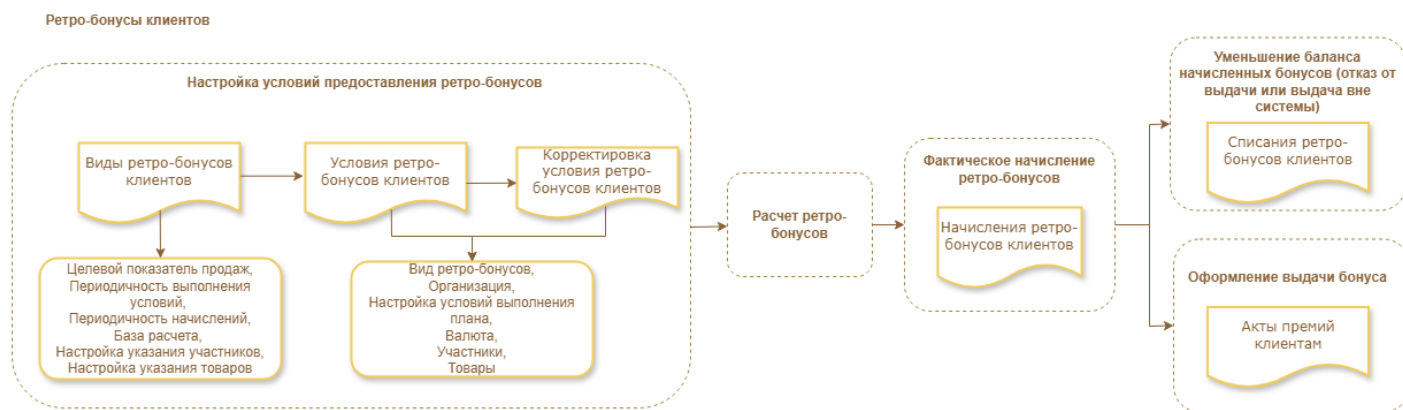 Ретро-бонусы клиентов
Настройка условий предоставления ретро-бонусов
Виды ретро-бонусов
клиентов
Условия ретро-
бонусов клиентов
Корректировка
условия ретро-
бонусов клиентов
Целевой показатель продаж,
Периодичность выполнения
условий,
Периодичность начислений,
База расчета,
Настройка указания участников,
Настройка указания товаров
Вид ретро-бонусов,
Организация,
Настройка условий выполнения
плана,
Валюта,
Участники,
Товары
Расчет ретро-
бонусов
Фактическое начисление
ретро-бонусов
Начисления ретро-
бонусов клиентов
Уменьшение баланса
начисленных бонусов (отказ от
выдачи или выдача вне
системы)
Списания ретро-
бонусов клиентов
Оформление выдачи бонуса
Акты премий
клиентам